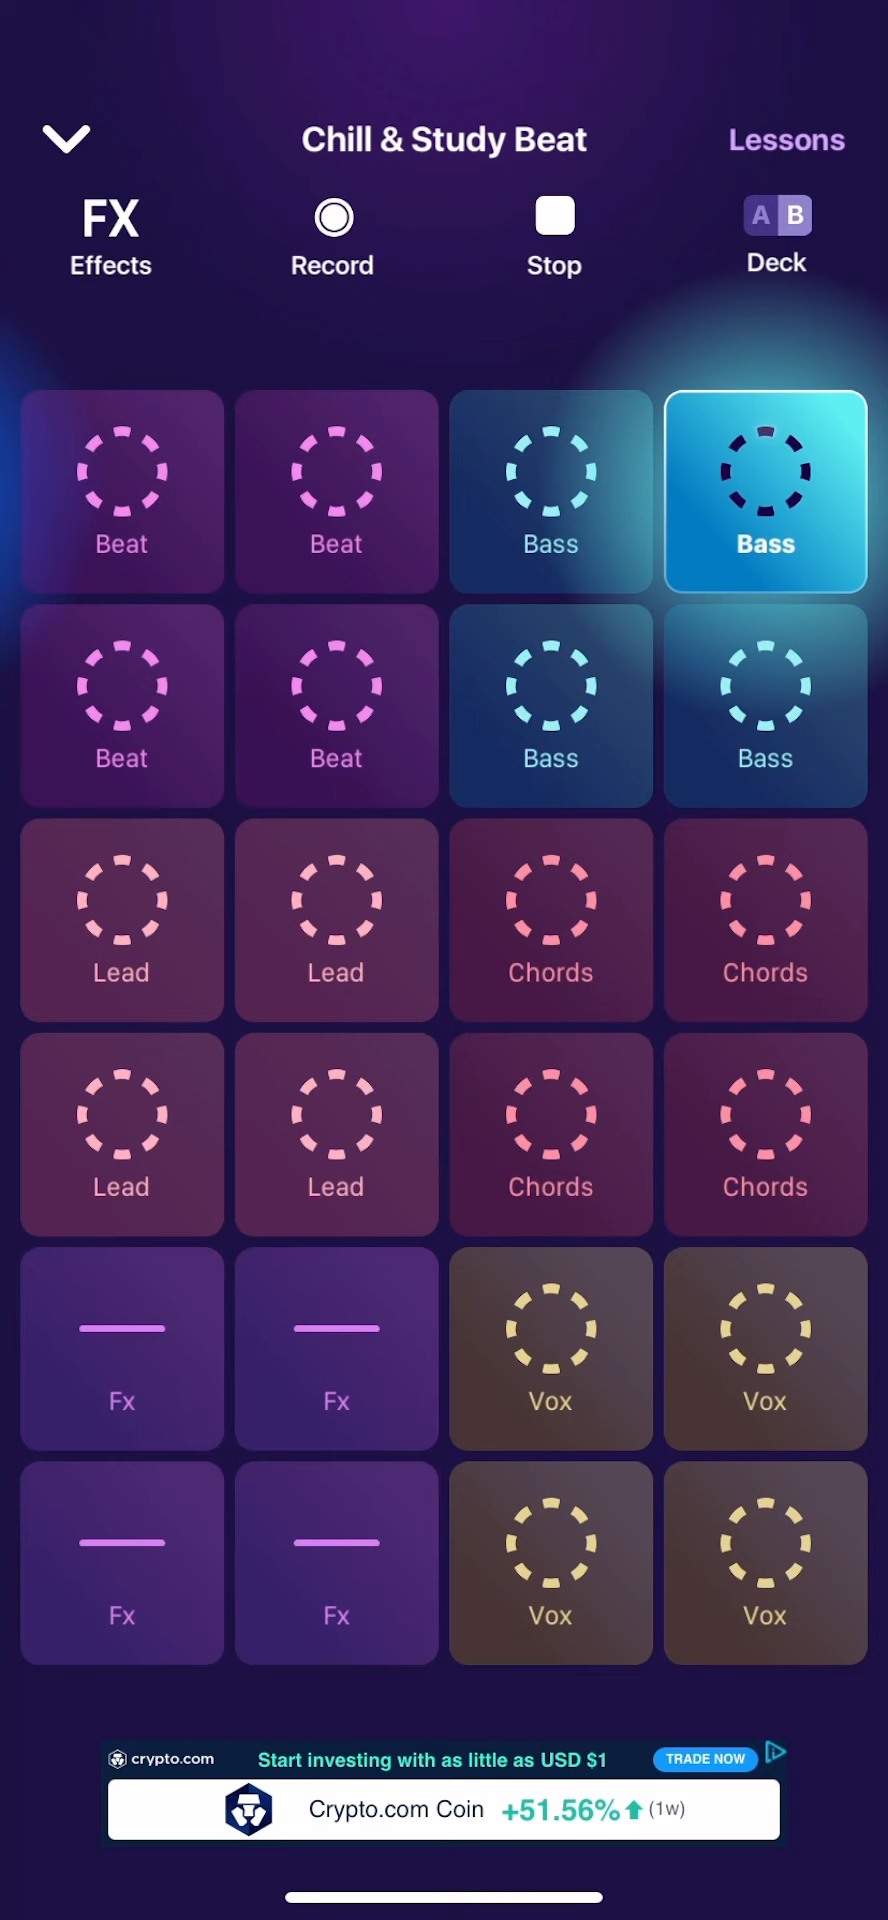 Chill & Study Beat
Lessons
FX
Effects
Record
Stop
A B
Deck
Beat
Beat
Bass
Bass
Beat
Beat
Bass
Bass
Lead
Lead
Chords
Chords
Lead
Lead
Chords
Chords
Fx
Fx
Vox
Vox
Fx
Fx
Vox
Vox
crypto.com
Start investing with as little as USD $1
TRADE NOW
Crypto.com Coin +51.56% (1w)